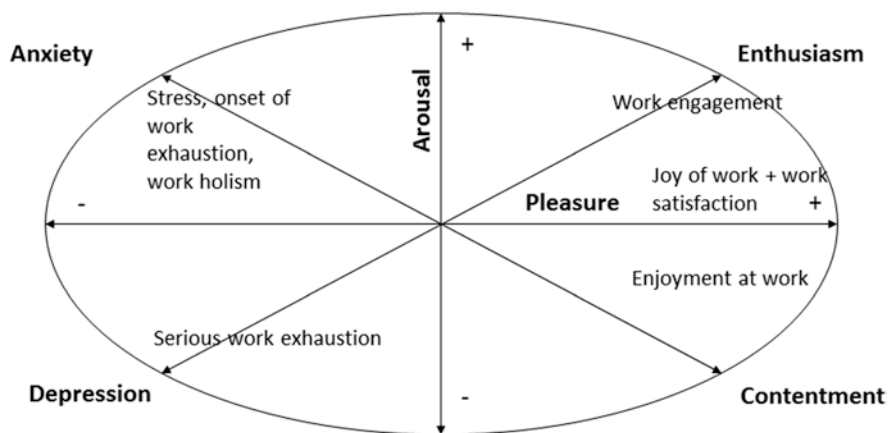 Anxiety
Enthusiasm
Arousal
+
Stress, onset of
work
exhaustion,
work holism
Work engagement
Joy of work + work
satisfaction
-
Pleasure
+
Enjoyment at work
Serious work exhaustion
Depression
-
Contentment